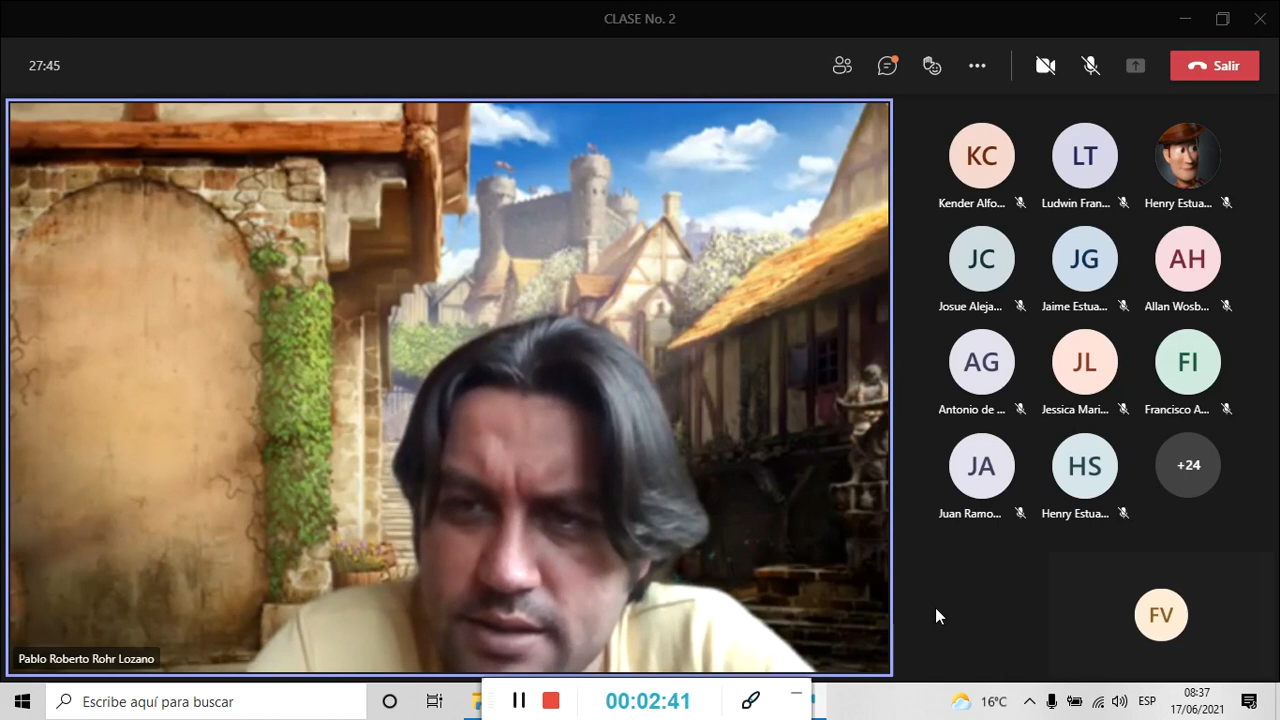 CLASE No. 2
27:45
Salir
KC
LT
Kender Alfo...
Ludwin Fran...
Henry Estua...
JC
JG
AH
Josue Aleja...
Jaime Estua...
Allan Wosb...
AG
JL
FI
Antonio de ...
Jessica Mari...
Francisco A...
JA
HS
+24
Juan Ramo...
Henry Estua...
FV
Pablo Roberto Rohr Lozano
Escribe aquí para buscar
00:02:41
16°C
ESP
08:37
17/06/2021